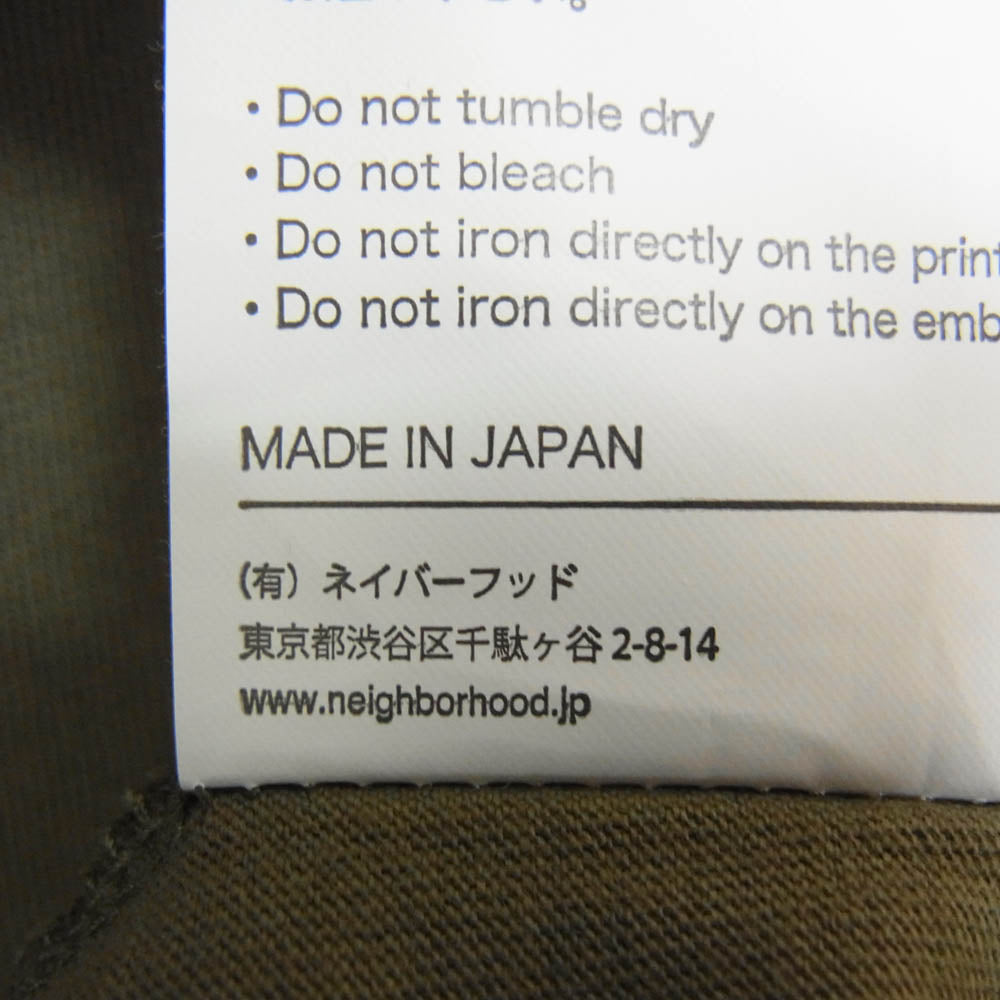 • Do not tumble dry
• Do not bleach
• Do not iron directly on the print
• Do not iron directly on the emb
MADE IN JAPAN
(有) ネイバーフッド
東京都渋谷区千駄ヶ谷 2-8-14
www.neighborhood.jp